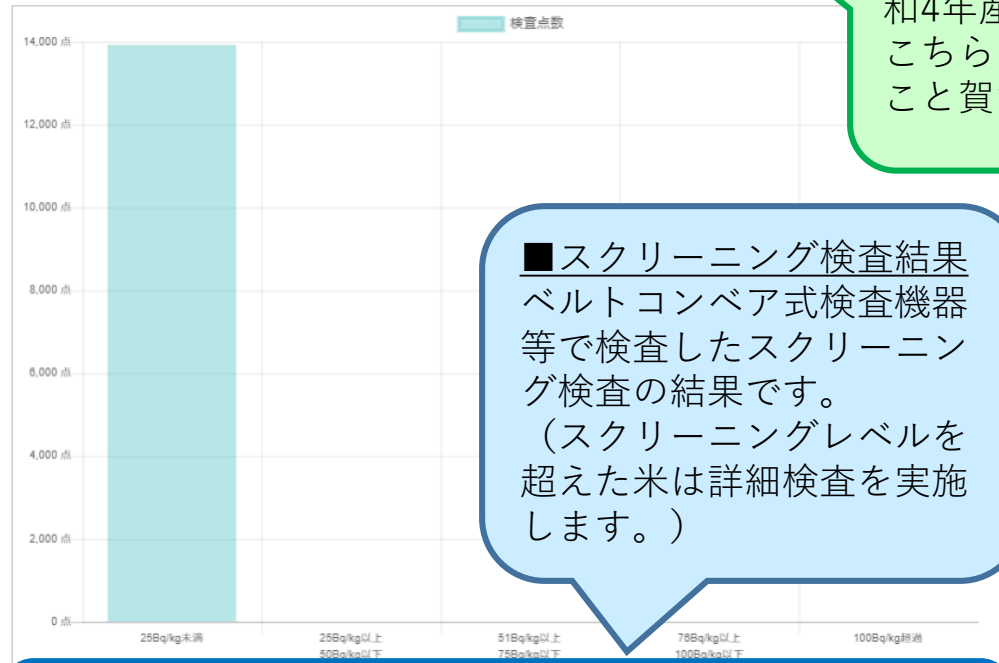 検査点数
和4年産
こちら
こと賀
14,000 点
12,000 点
10,000 点
8,000 点
6,000 点
4,000 点
2,000 点
0 点
■スクリーニング検査結果
ベルトコンベア式検査機器
等で検査したスクリーニン
グ検査の結果です。
（スクリーニングレベルを
超えた米は詳細検査を実施
します。）
25Bq/kg未満
25Bq/kg以上
50Bq/kg以下
51Bq/kg以上
75Bq/kg以下
76Bq/kg以上
100Bq/kg以下
100Bq/kg超過